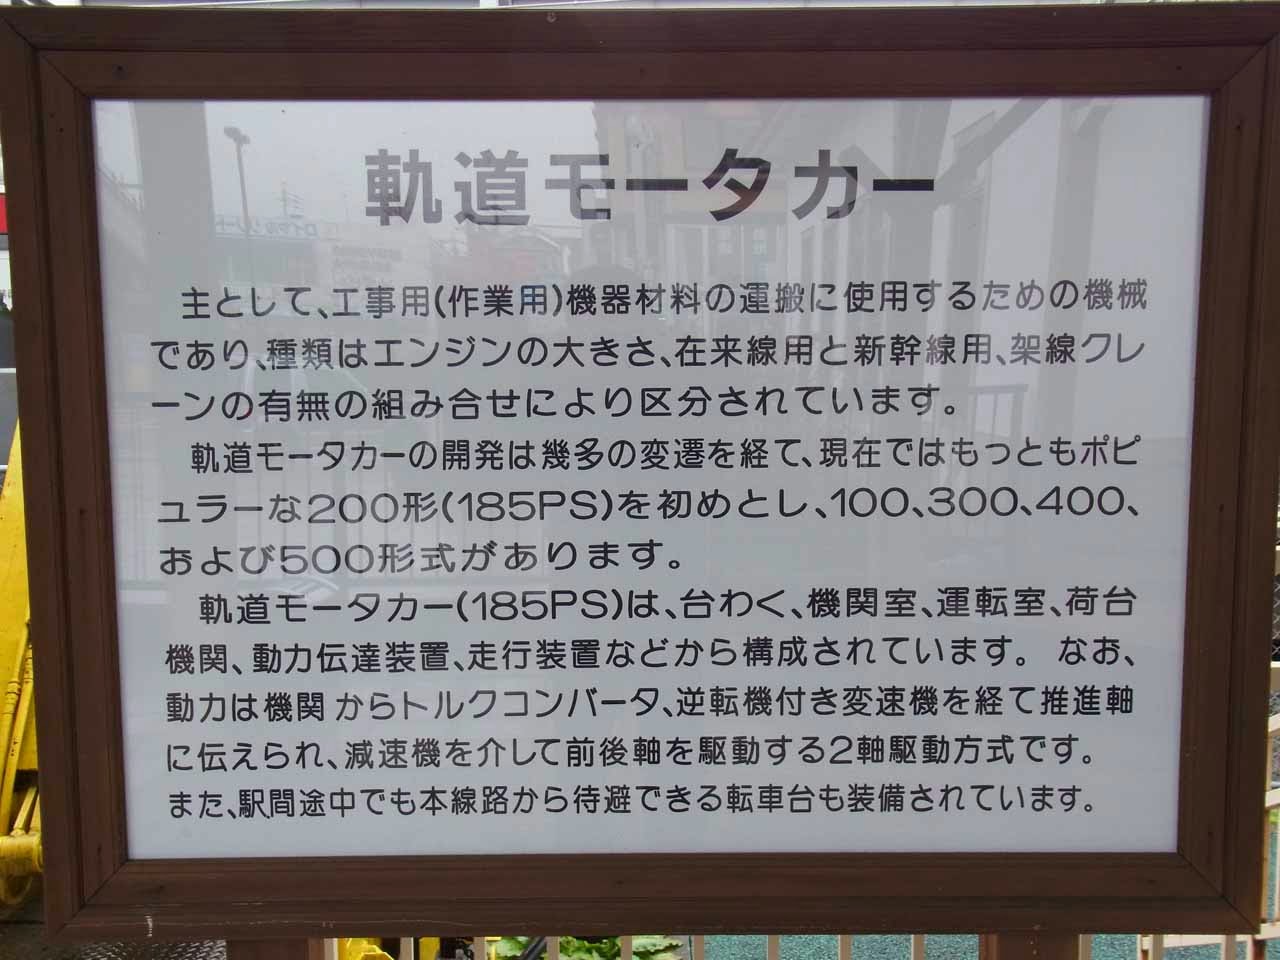 軌道モータカー
主として、工事用(作業用)機器材料の運搬に使用するための機械
であり、種類はエンジンの大きさ、在来線用と新幹線用、架線クレ
ーンの有無の組み合せにより区分されています。
軌道モータカーの開発は幾多の変遷を経て、現在ではもっともポピ
ュラーな200形(185PS)を初めとし、100、300、400、
および500形式があります。
軌道モータカー(185PS)は、台わく、機関室、運転室、荷台
機関、動力伝達装置、走行装置などから構成されています。 なお、
動力は機関からトルクコンバータ、逆転機付き変速機を経て推進軸
に伝えられ、減速機を介して前後軸を駆動する2軸駆動方式です。
また、駅間途中でも本線路から待避できる転車台も装備されています。